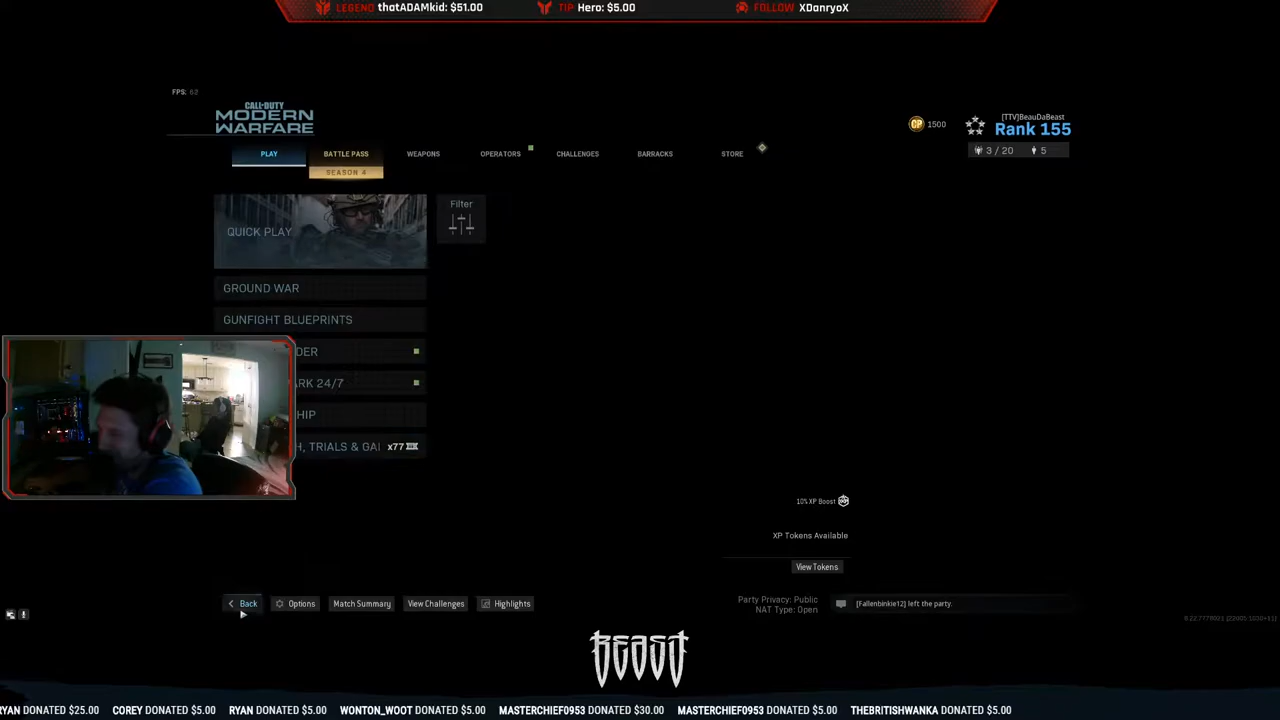 LEGEND thatADAMkid: $51.00 TIP Hero: $5.00 FOLLOW XDanryoX
FPS: 62
CALL OF DUTY
MODERN
WARFARE
CP 1500
[TTV]BeauDaBeast
Rank 155
3 / 20 5
PLAY BATTLE PASS WEAPONS OPERATORS CHALLENGES BARRACKS STORE
SEASON 4
Filter
QUICK PLAY
GROUND WAR
GUNFIGHT BLUEPRINTS
DER
ARK 24/7
HIP
H, TRIALS & GA x77
10% XP Boost
XP Tokens Available
View Tokens
Back Options Match Summary View Challenges Highlights
Party Privacy: Public
NAT Type: Open
[Fallenbinkie12] left the party.
BEAST
RYAN DONATED $25.00 COREY DONATED $5.00 RYAN DONATED $5.00 WONTON_WOOT DONATED $5.00 MASTERCHIEF0953 DONATED $30.00 MASTERCHIEF0953 DONATED $5.00 THEBRITISHWANKA DONATED $5.00